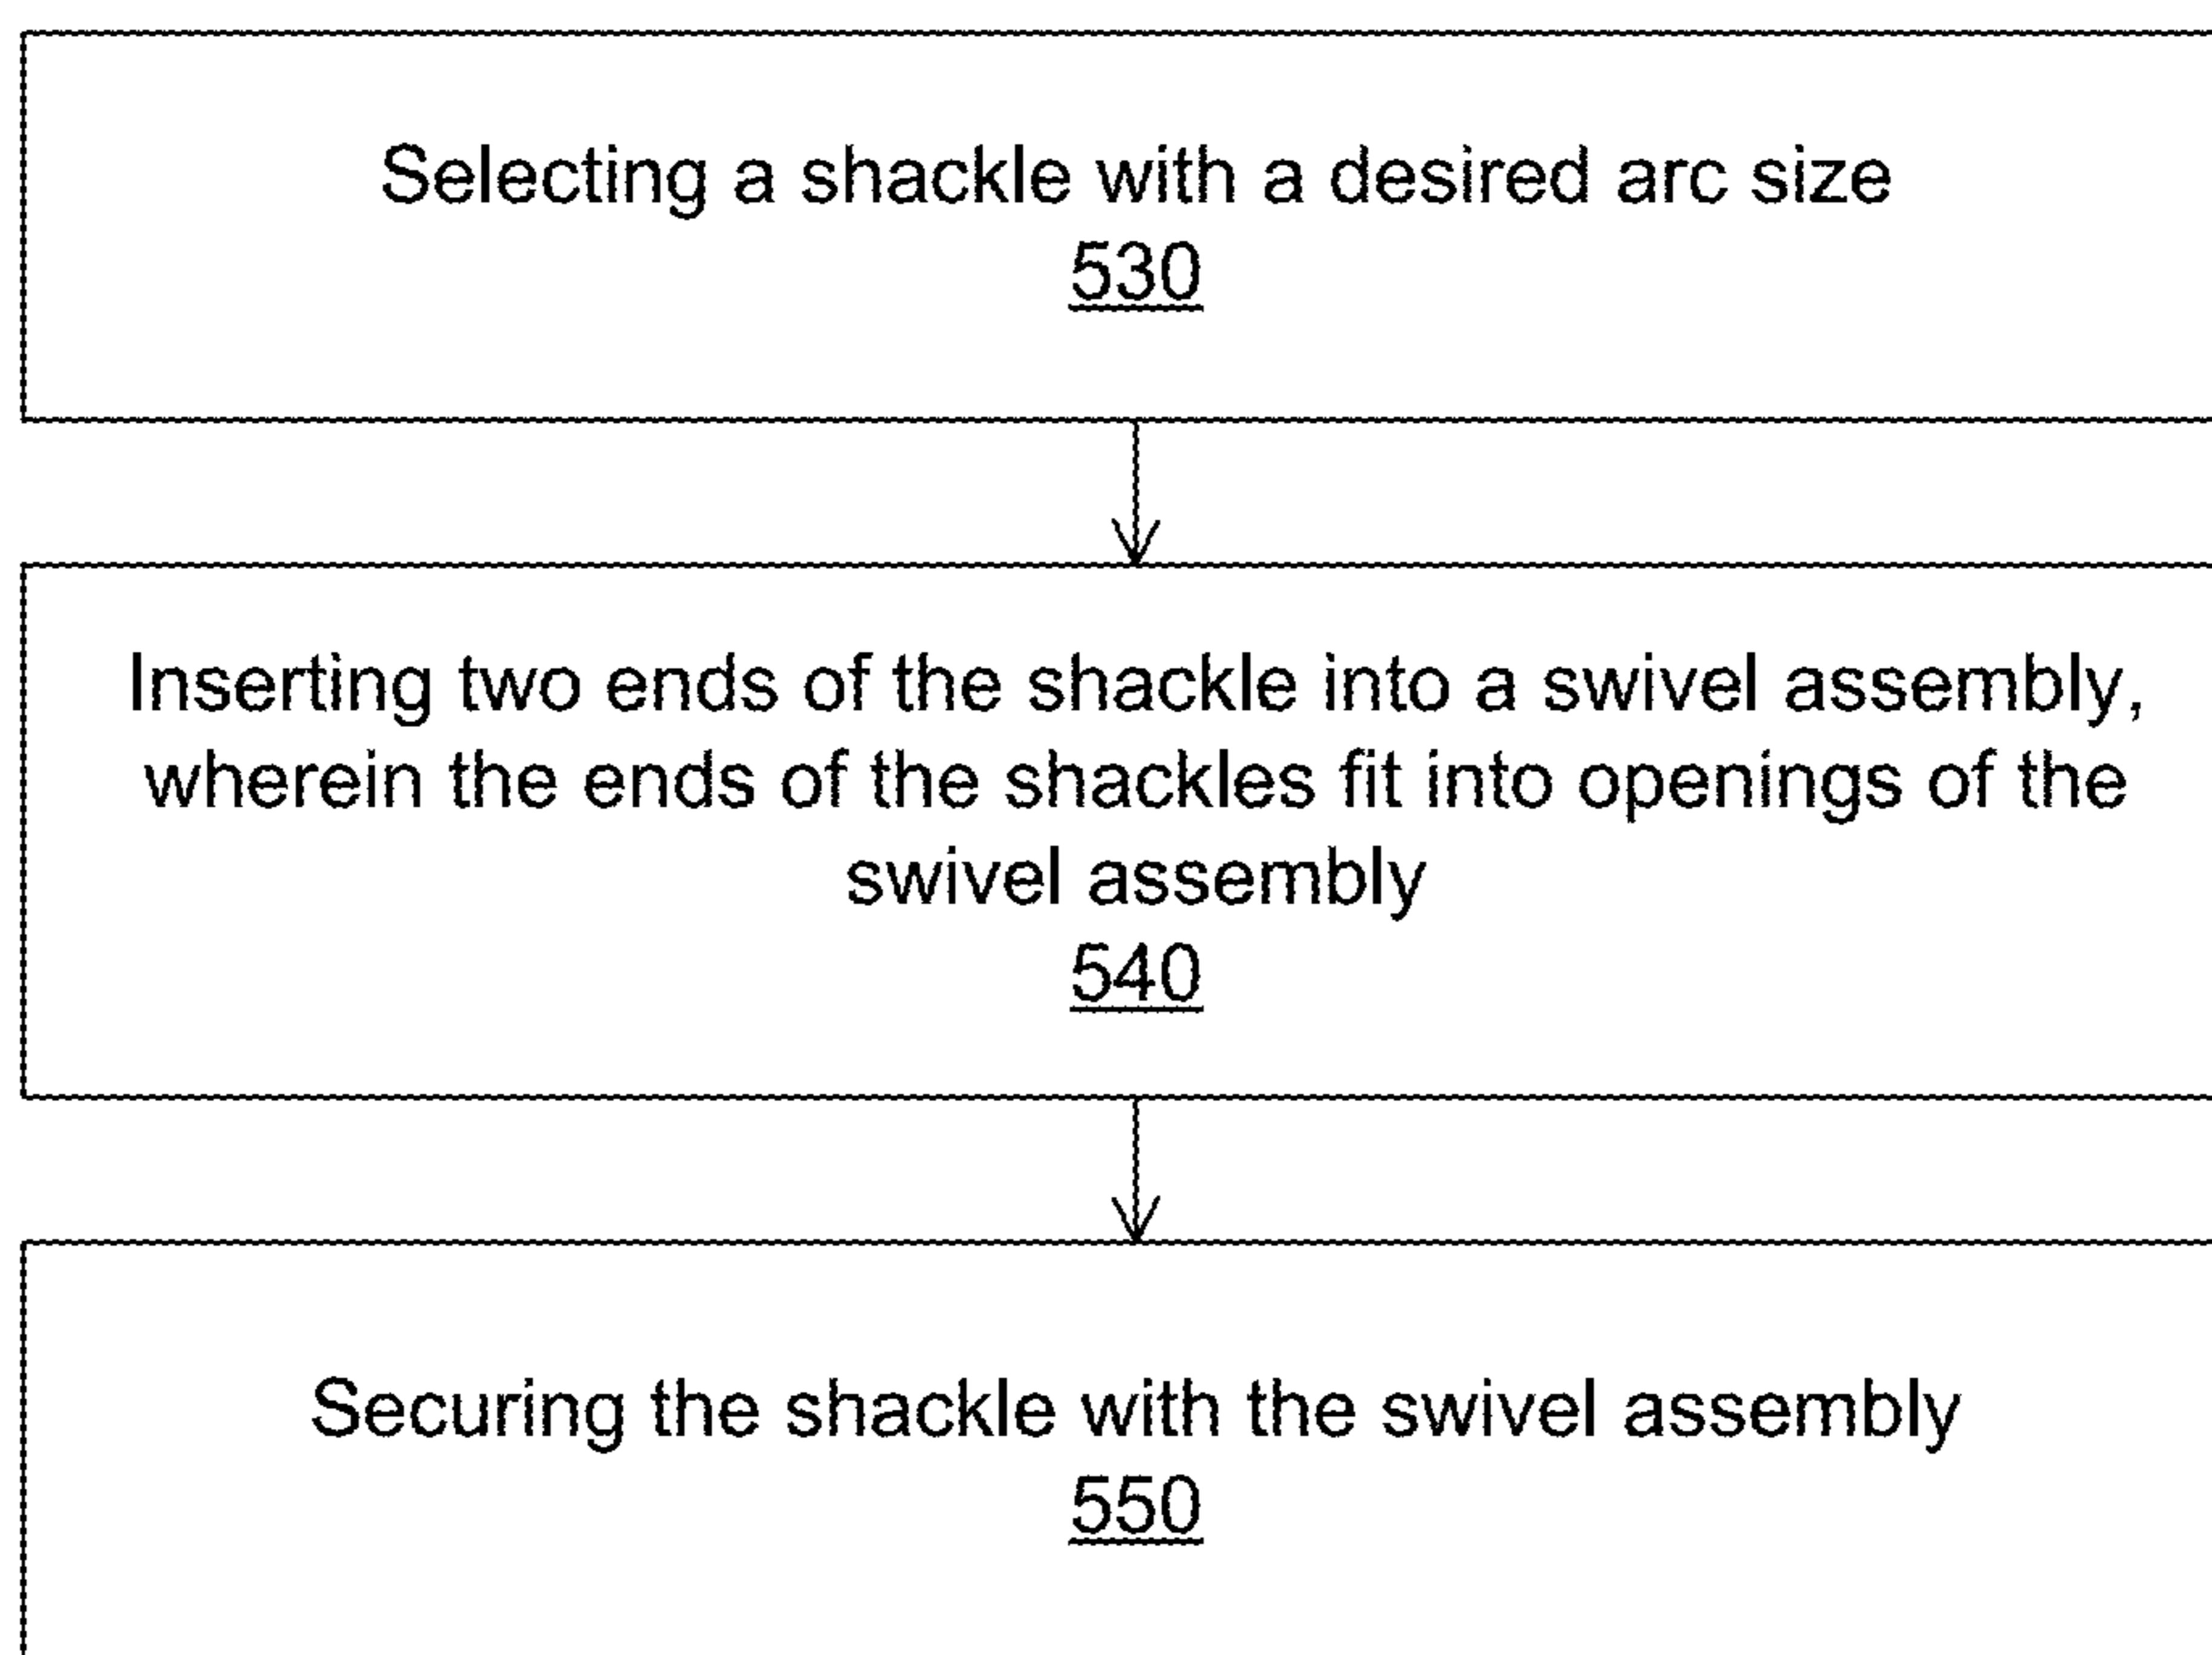 Selecting a shackle with a desired arc size
530
Inserting two ends of the shackle into a swivel assembly,
wherein the ends of the shackles fit into openings of the
swivel assembly
540
Securing the shackle with the swivel assembly
550